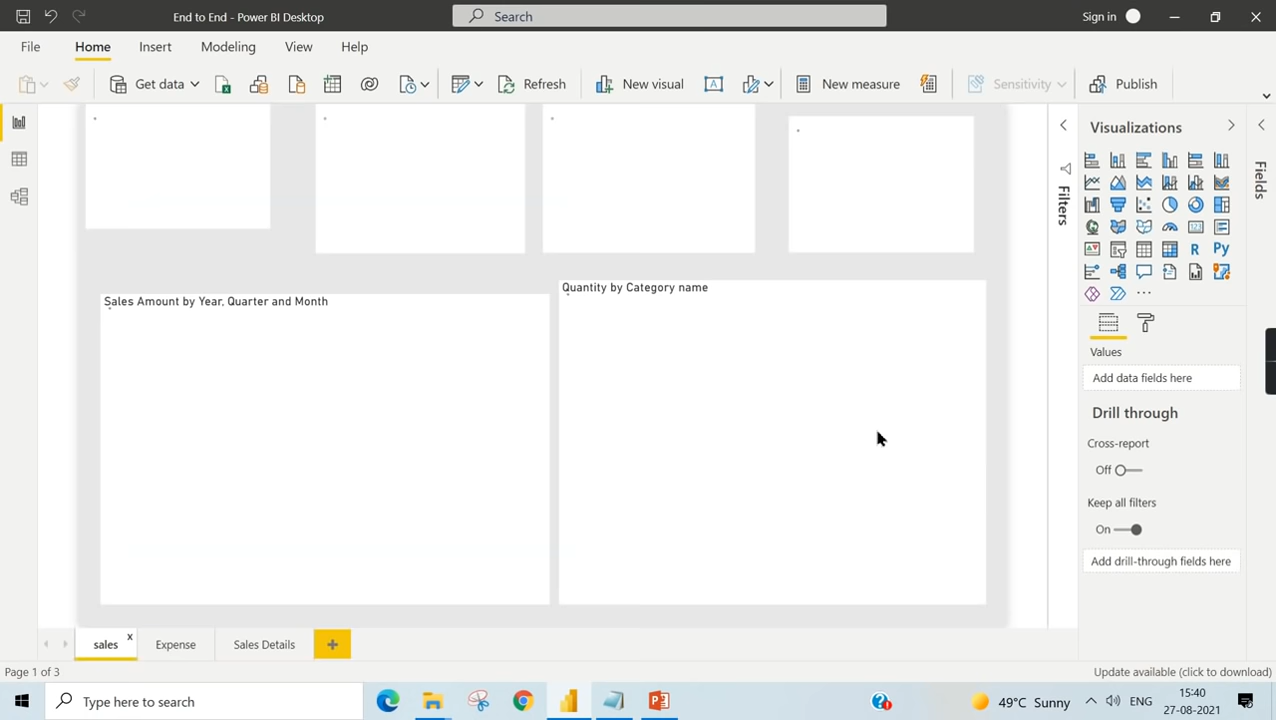 End to End - Power BI Desktop
Search
Sign in
File
Home
Insert
Modeling
View
Help
Get data
Refresh
New visual
New measure
Sensitivity
Publish
Sales Amount by Year, Quarter and Month
Quantity by Category name
Filters
Visualizations
Fields
R
Py
123
Values
Add data fields here
Drill through
Cross-report
Off
Keep all filters
On
Add drill-through fields here
sales
x
Expense
Sales Details
Page 1 of 3
Update available (click to download)
Type here to search
49°C Sunny
ENG
15:40
27-08-2021